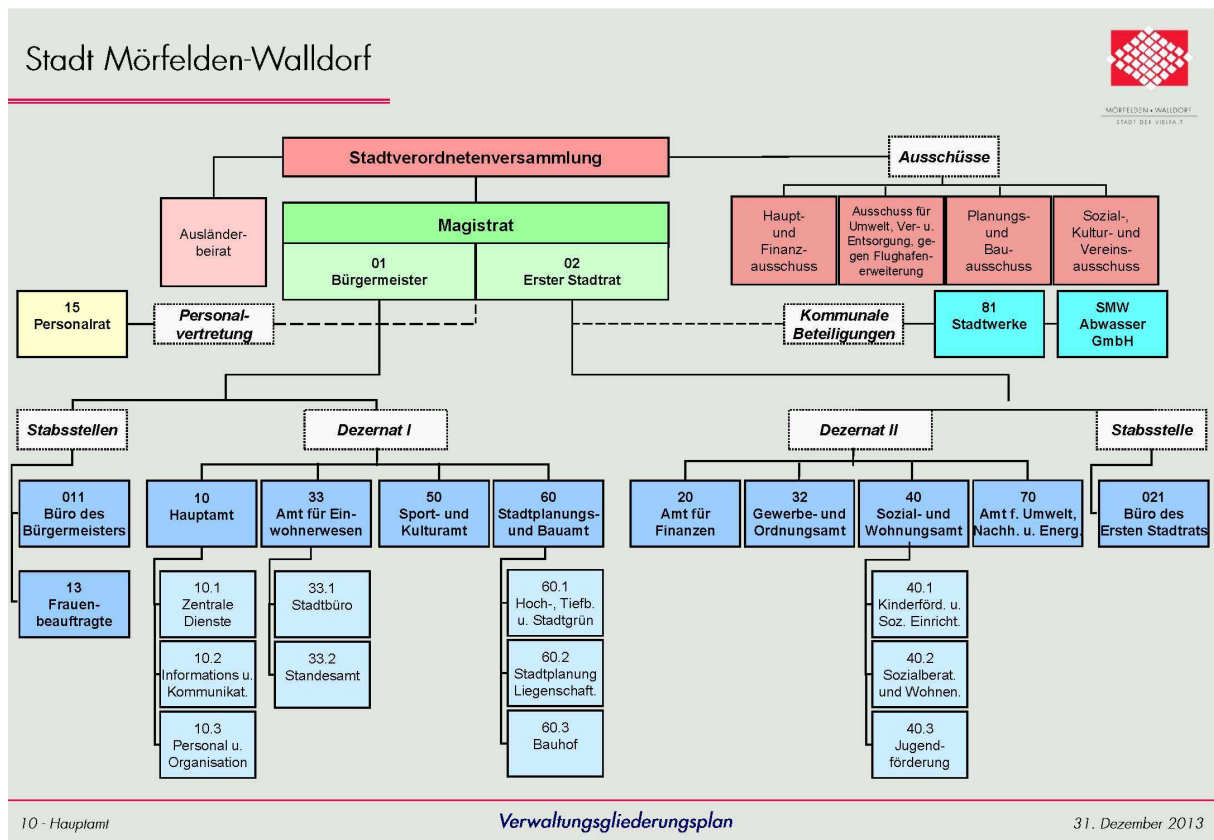 Stadt Mörfelden-Walldorf
MÖRFELDEN • WALLDORF
STADT DER VIELFALT
Stadtverordnetenversammlung
Ausschüsse
Ausländer-
beirat
Magistrat
01
Bürgermeister
02
Erster Stadtrat
Haupt-
und
Finanz-
ausschuss
Ausschuss für
Umwelt, Ver- u.
Entsorgung, ge-
gen Flughafen-
erweiterung
Planungs-
und
Bau-
ausschuss
Sozial-,
Kultur- und
Vereins-
ausschuss
15
Personalrat
Personal-
vertretung
Kommunale
Beteiligungen
81
Stadtwerke
SMW
Abwasser
GmbH
Stabsstellen
Dezernat I
Dezernat II
Stabsstelle
011
Büro des
Bürgermeisters
13
Frauen-
beauftragte
10
Hauptamt
33
Amt für Ein-
wohnerwesen
50
Sport- und
Kulturamt
60
Stadtplanungs-
und Bauamt
20
Amt für
Finanzen
32
Gewerbe- und
Ordnungsamt
40
Sozial- und
Wohnungsamt
70
Amt f. Umwelt,
Nachh. u. Energ.
021
Büro des
Ersten Stadtrats
10.1
Zentrale
Dienste
10.2
Informations u.
Kommunikat.
10.3
Personal u.
Organisation
33.1
Stadtbüro
33.2
Standesamt
60.1
Hoch-, Tiefb.
u. Stadtgrün
60.2
Stadtplanung
Liegenschaft.
60.3
Bauhof
40.1
Kinderförd. u.
Soz. Einricht.
40.2
Sozialberat.
und Wohnen.
40.3
Jugend-
förderung
10 - Hauptamt
Verwaltungsgliederungsplan
31. Dezember 2013